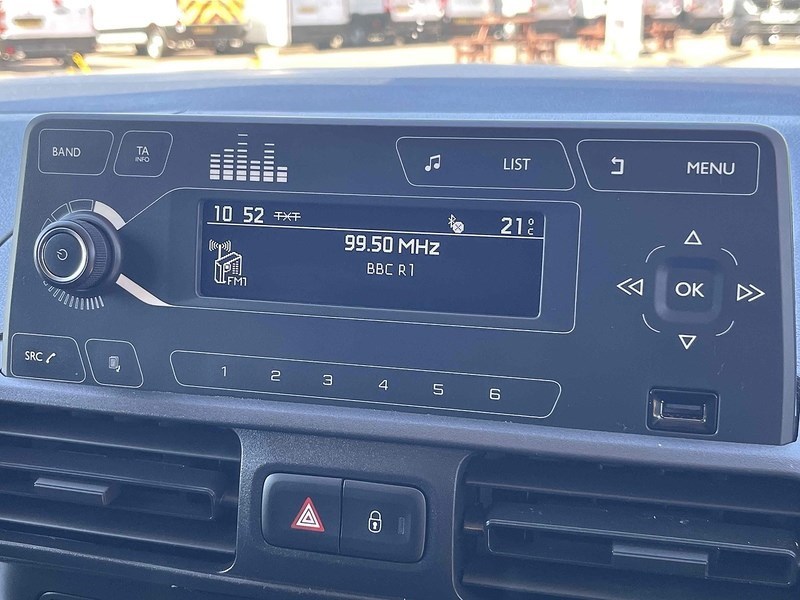 BAND
TA
INFO
LIST
MENU
10 52 TXT
21°C
99.50 MHz
BBC R1
FM1
OK
SRC
1 2 3 4 5 6